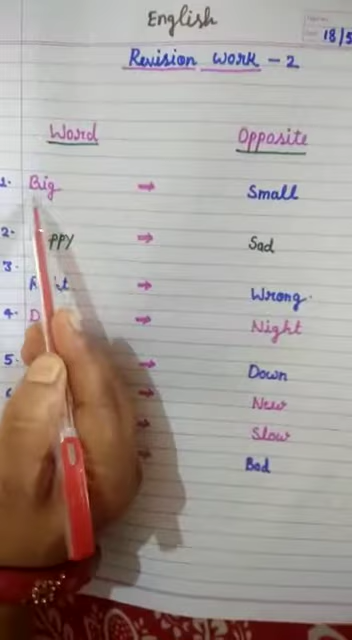 English
18/5
Revision work - 2
Word Opposite
1. Big → Small
2. ppy → Sad
3. → Wrong.
4. D → Night
5. → Down
→ New
→ Slow
→ Bad